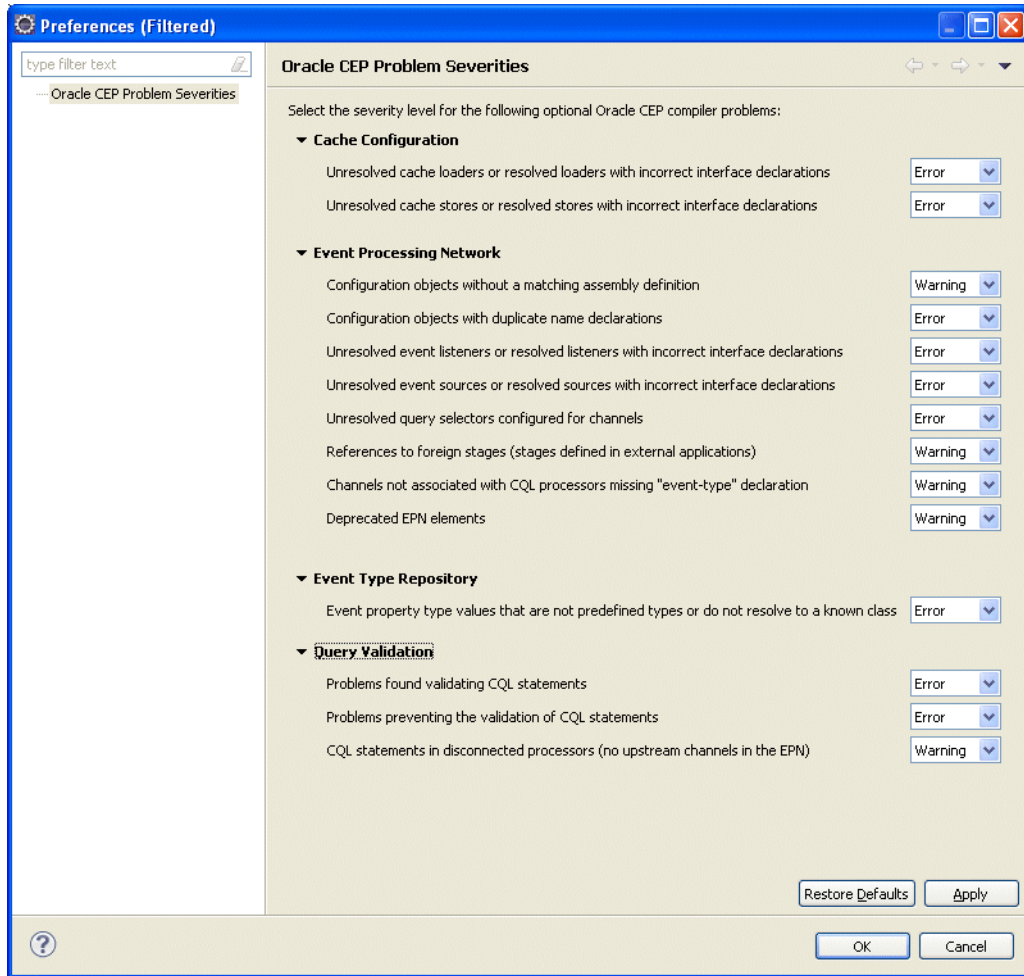 Preferences (Filtered)
type filter text
Oracle CEP Problem Severities
Oracle CEP Problem Severities
Select the severity level for the following optional Oracle CEP compiler problems:
Cache Configuration
Unresolved cache loaders or resolved loaders with incorrect interface declarations Error
Unresolved cache stores or resolved stores with incorrect interface declarations Error
Event Processing Network
Configuration objects without a matching assembly definition Warning
Configuration objects with duplicate name declarations Error
Unresolved event listeners or resolved listeners with incorrect interface declarations Error
Unresolved event sources or resolved sources with incorrect interface declarations Error
Unresolved query selectors configured for channels Error
References to foreign stages (stages defined in external applications) Warning
Channels not associated with CQL processors missing "event-type" declaration Warning
Deprecated EPN elements Warning
Event Type Repository
Event property type values that are not predefined types or do not resolve to a known class Error
Query Validation
Problems found validating CQL statements Error
Problems preventing the validation of CQL statements Error
CQL statements in disconnected processors (no upstream channels in the EPN) Warning
Restore Defaults Apply
? OK Cancel